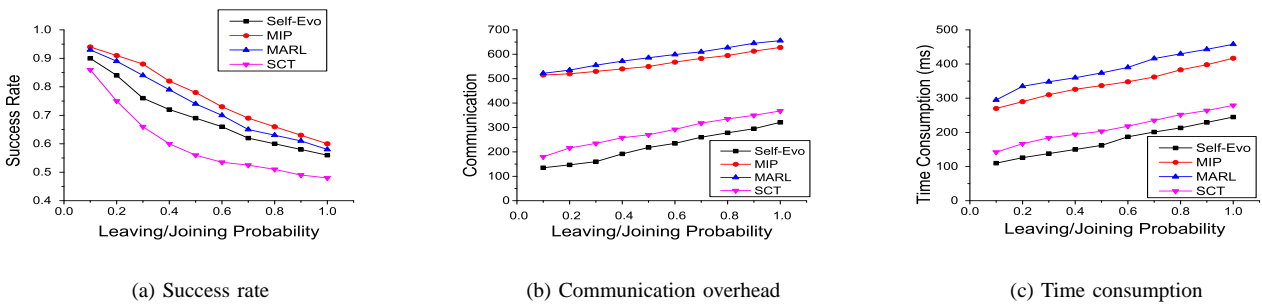 Self-Evo
MIP
MARL
SCT
1.0
0.9
0.8
0.7
0.6
0.5
0.4
Success Rate
0.0 0.2 0.4 0.6 0.8 1.0
Leaving/Joining Probability
(a) Success rate
Self-Evo
MIP
MARL
SCT
700
600
500
400
300
200
100
0
Communication
0.0 0.2 0.4 0.6 0.8 1.0
Leaving/Joining Probability
(b) Communication overhead
Self-Evo
MIP
MARL
SCT
500
400
300
200
100
0
Time Consumption (ms)
0.0 0.2 0.4 0.6 0.8 1.0
Leaving/Joining Probability
(c) Time consumption